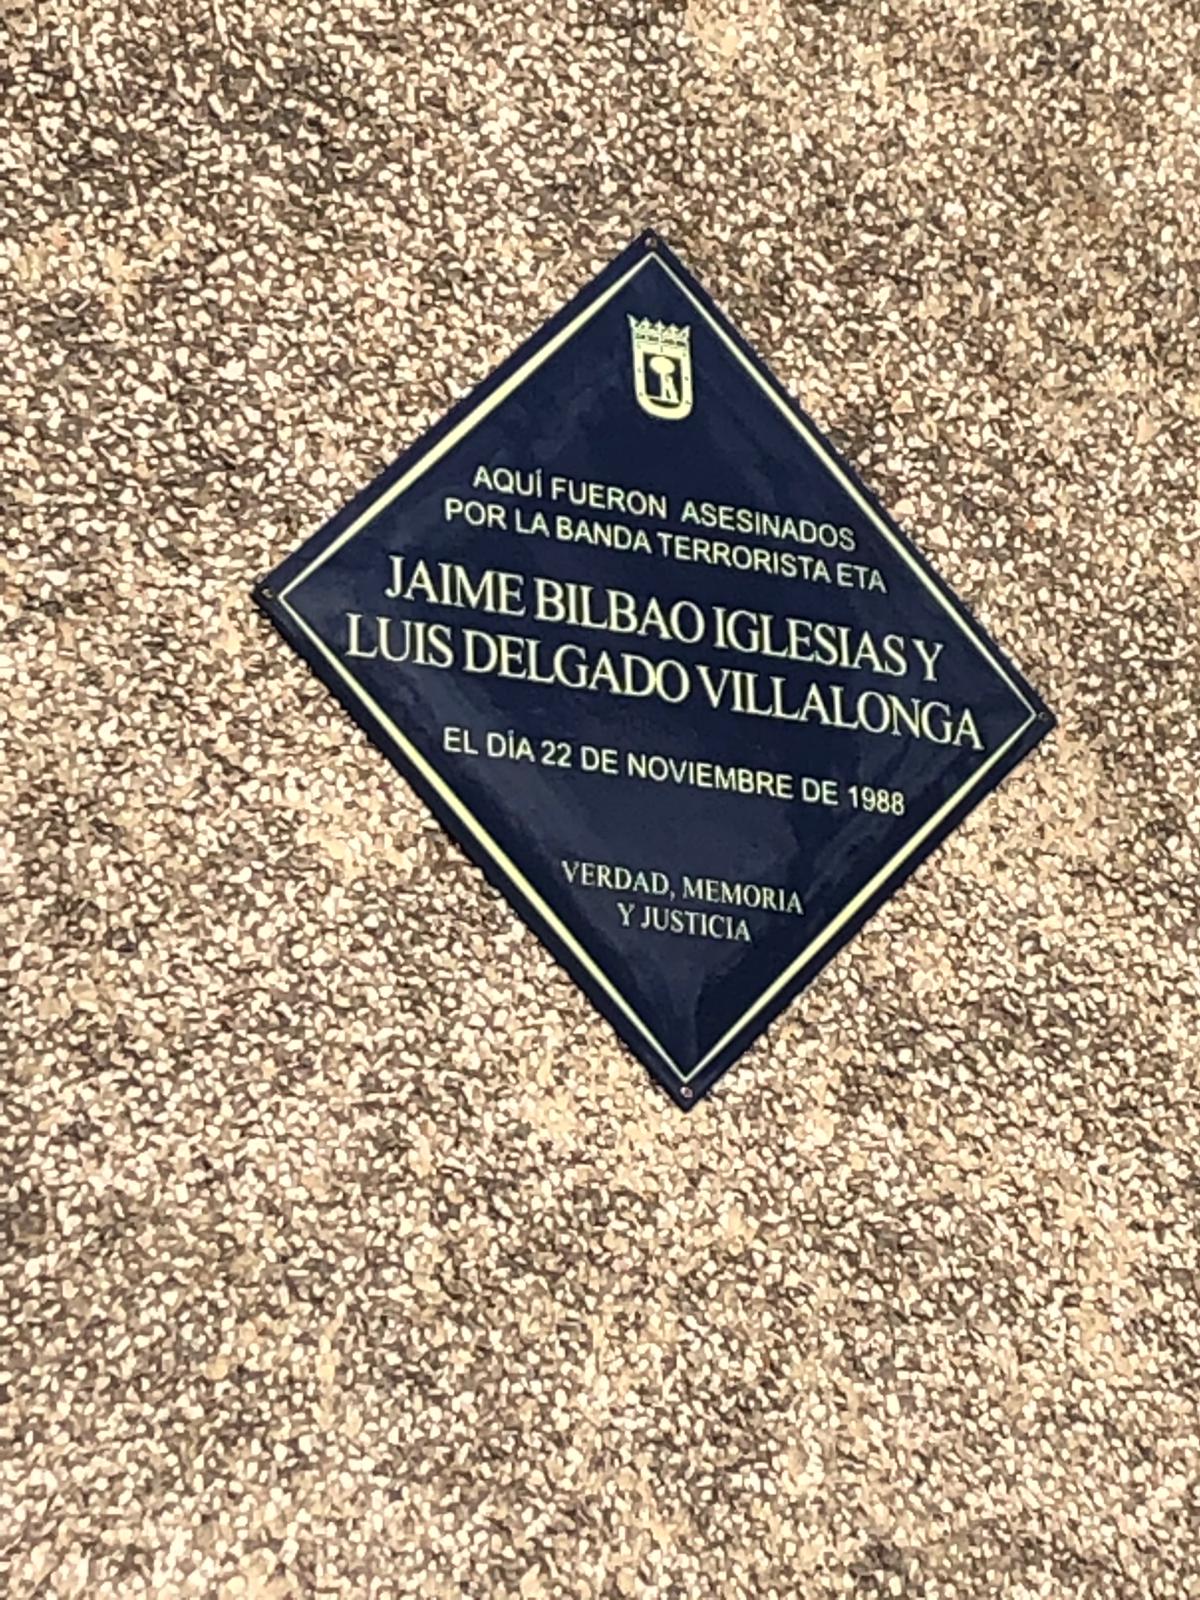 AQUÍ FUERON ASESINADOS
POR LA BANDA TERRORISTA ETA
JAIME BILBAO IGLESIAS Y
LUIS DELGADO VILLALONGA
EL DÍA 22 DE NOVIEMBRE DE 1988
VERDAD, MEMORIA
Y JUSTICIA